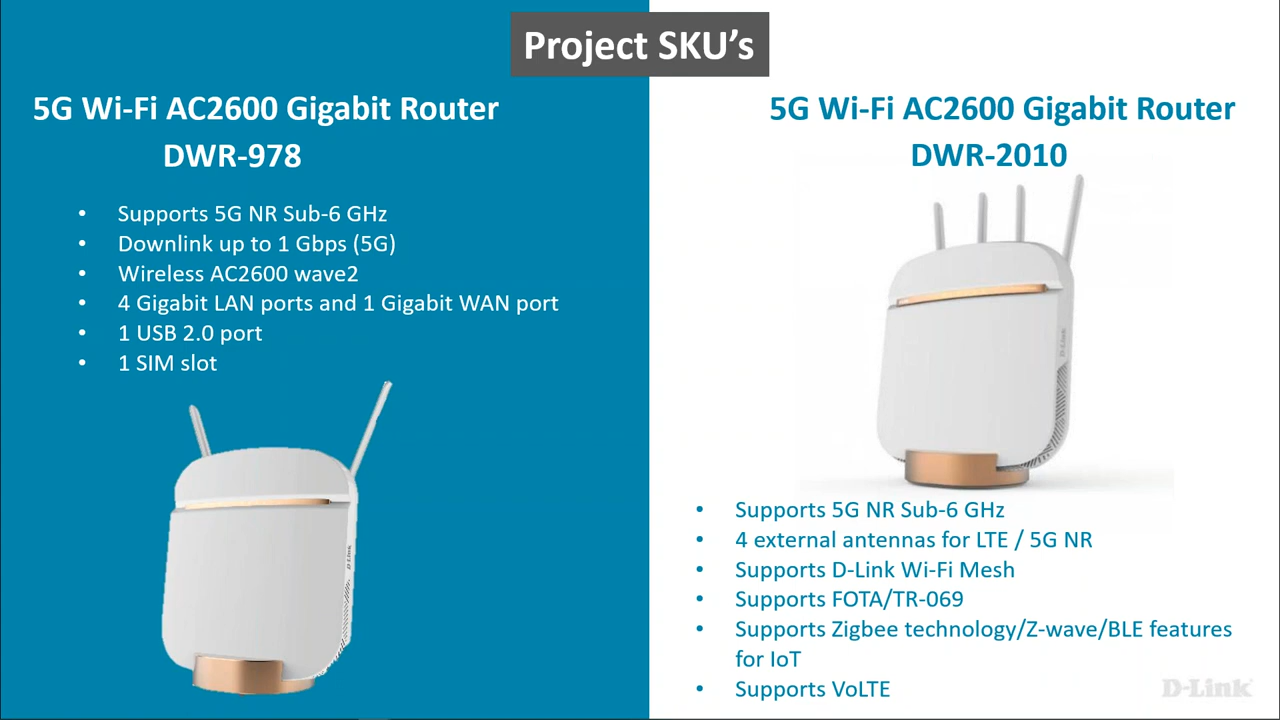 Project SKU’s
5G Wi-Fi AC2600 Gigabit Router
DWR-978
• Supports 5G NR Sub-6 GHz
• Downlink up to 1 Gbps (5G)
• Wireless AC2600 wave2
• 4 Gigabit LAN ports and 1 Gigabit WAN port
• 1 USB 2.0 port
• 1 SIM slot
D-Link
5G Wi-Fi AC2600 Gigabit Router
DWR-2010
D-Link
• Supports 5G NR Sub-6 GHz
• 4 external antennas for LTE / 5G NR
• Supports D-Link Wi-Fi Mesh
• Supports FOTA/TR-069
• Supports Zigbee technology/Z-wave/BLE features
for IoT
• Supports VoLTE
D-Link